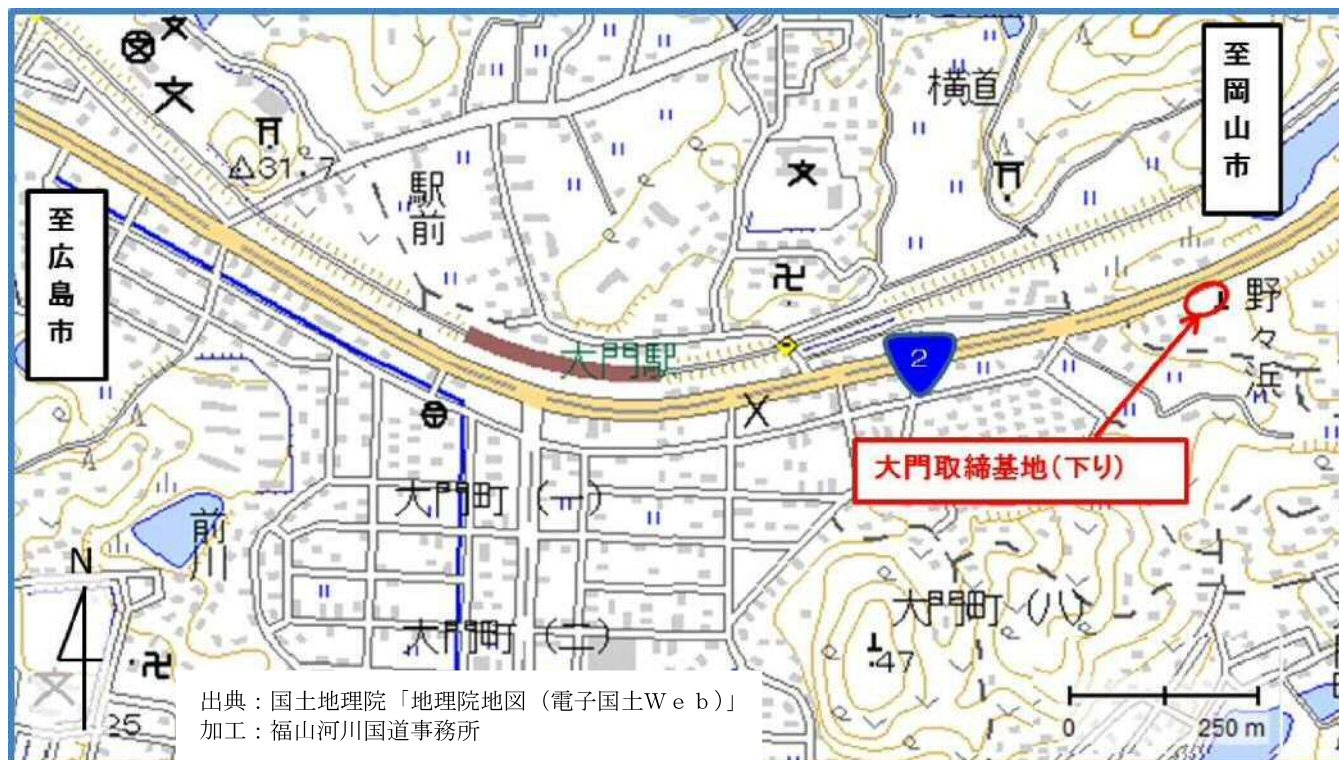 横道
至岡山市
△31.7
駅前
至広島市
野々浜
大門駅
2
大門取締基地(下り)
大門町(一)
前川
N
大門町(八)
大門町(二)
47
出典:国土地理院「地理院地図(電子国土Web)」
加工:福山河川国道事務所
25
0 250 m